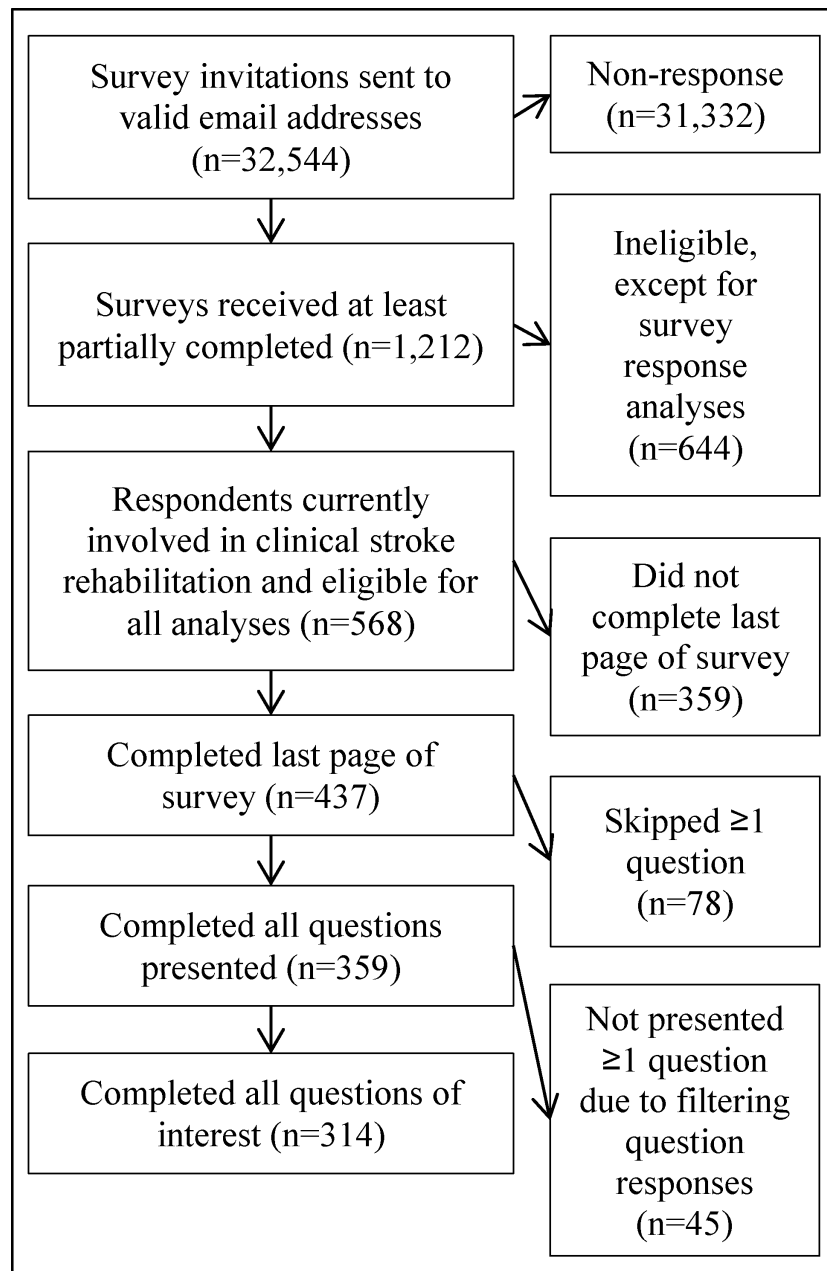 Survey invitations sent to
valid email addresses
(n=32,544)
Non-response
(n=31,332)
Surveys received at least
partially completed (n=1,212)
Ineligible,
except for
survey
response
analyses
(n=644)
Respondents currently
involved in clinical stroke
rehabilitation and eligible for
all analyses (n=568)
Did not
complete last
page of survey
(n=359)
Completed last page of
survey (n=437)
Skipped ≥1
question
(n=78)
Completed all questions
presented (n=359)
Not presented
≥1 question
due to filtering
question
responses
(n=45)
Completed all questions of
interest (n=314)